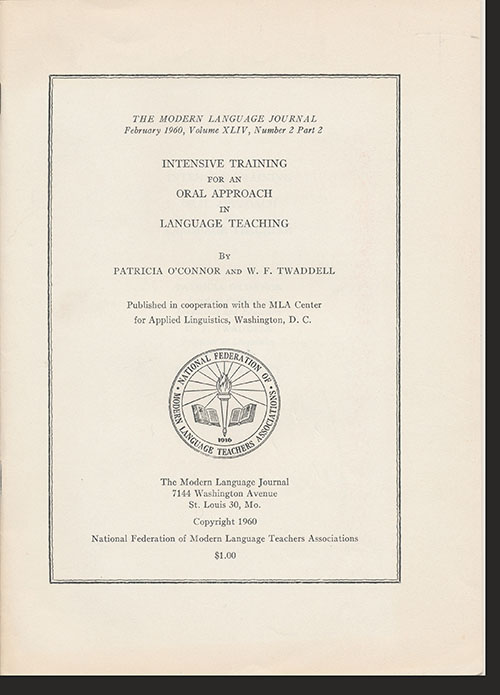 THE MODERN LANGUAGE JOURNAL
February 1960, Volume XLIV, Number 2 Part 2
INTENSIVE TRAINING
FOR AN
ORAL APPROACH
IN
LANGUAGE TEACHING
BY
PATRICIA O'CONNOR AND W. F. TWADDELL
Published in cooperation with the MLA Center
for Applied Linguistics, Washington, D. C.
· NATIONAL FEDERATION OF ·
MODERN LANGUAGE TEACHERS ASSOCIATIONS
1916
The Modern Language Journal
7144 Washington Avenue
St. Louis 30, Mo.
Copyright 1960
National Federation of Modern Language Teachers Associations
$1.00